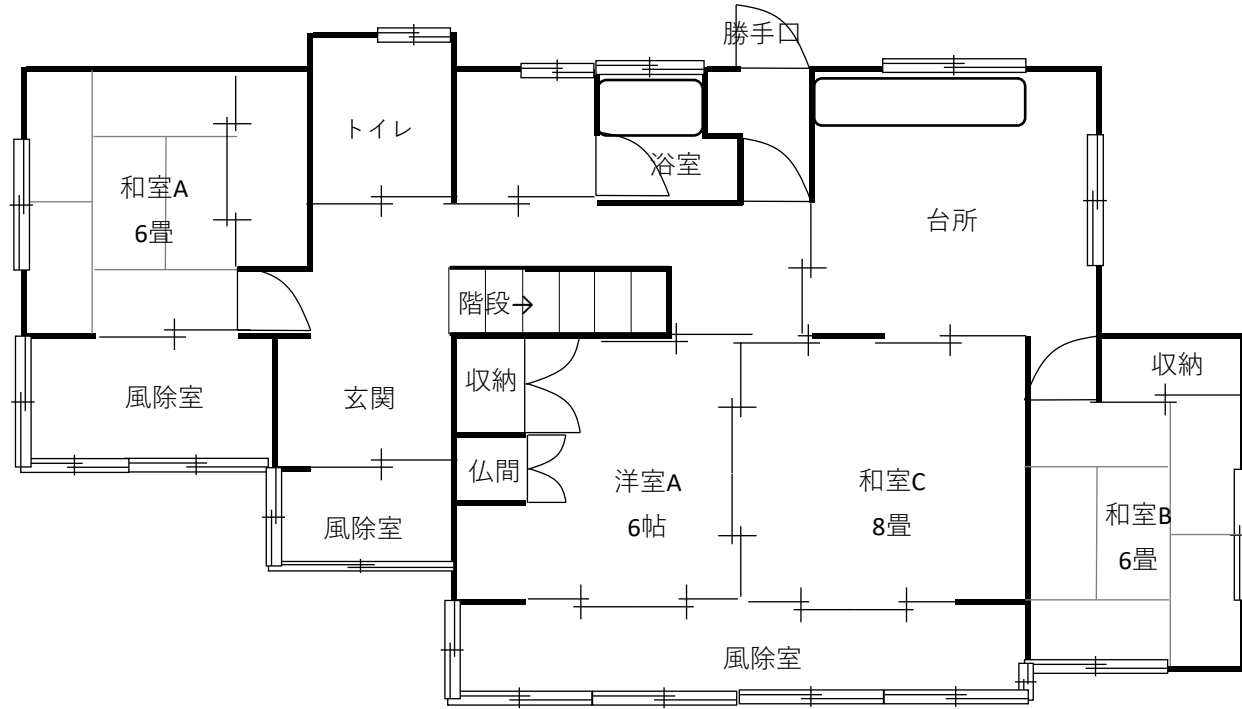 勝手口
トイレ
浴室
和室A
6畳
台所
階段→
収納
収納
風除室
玄関
仏間
洋室A
6帖
和室C
8畳
和室B
6畳
風除室
風除室